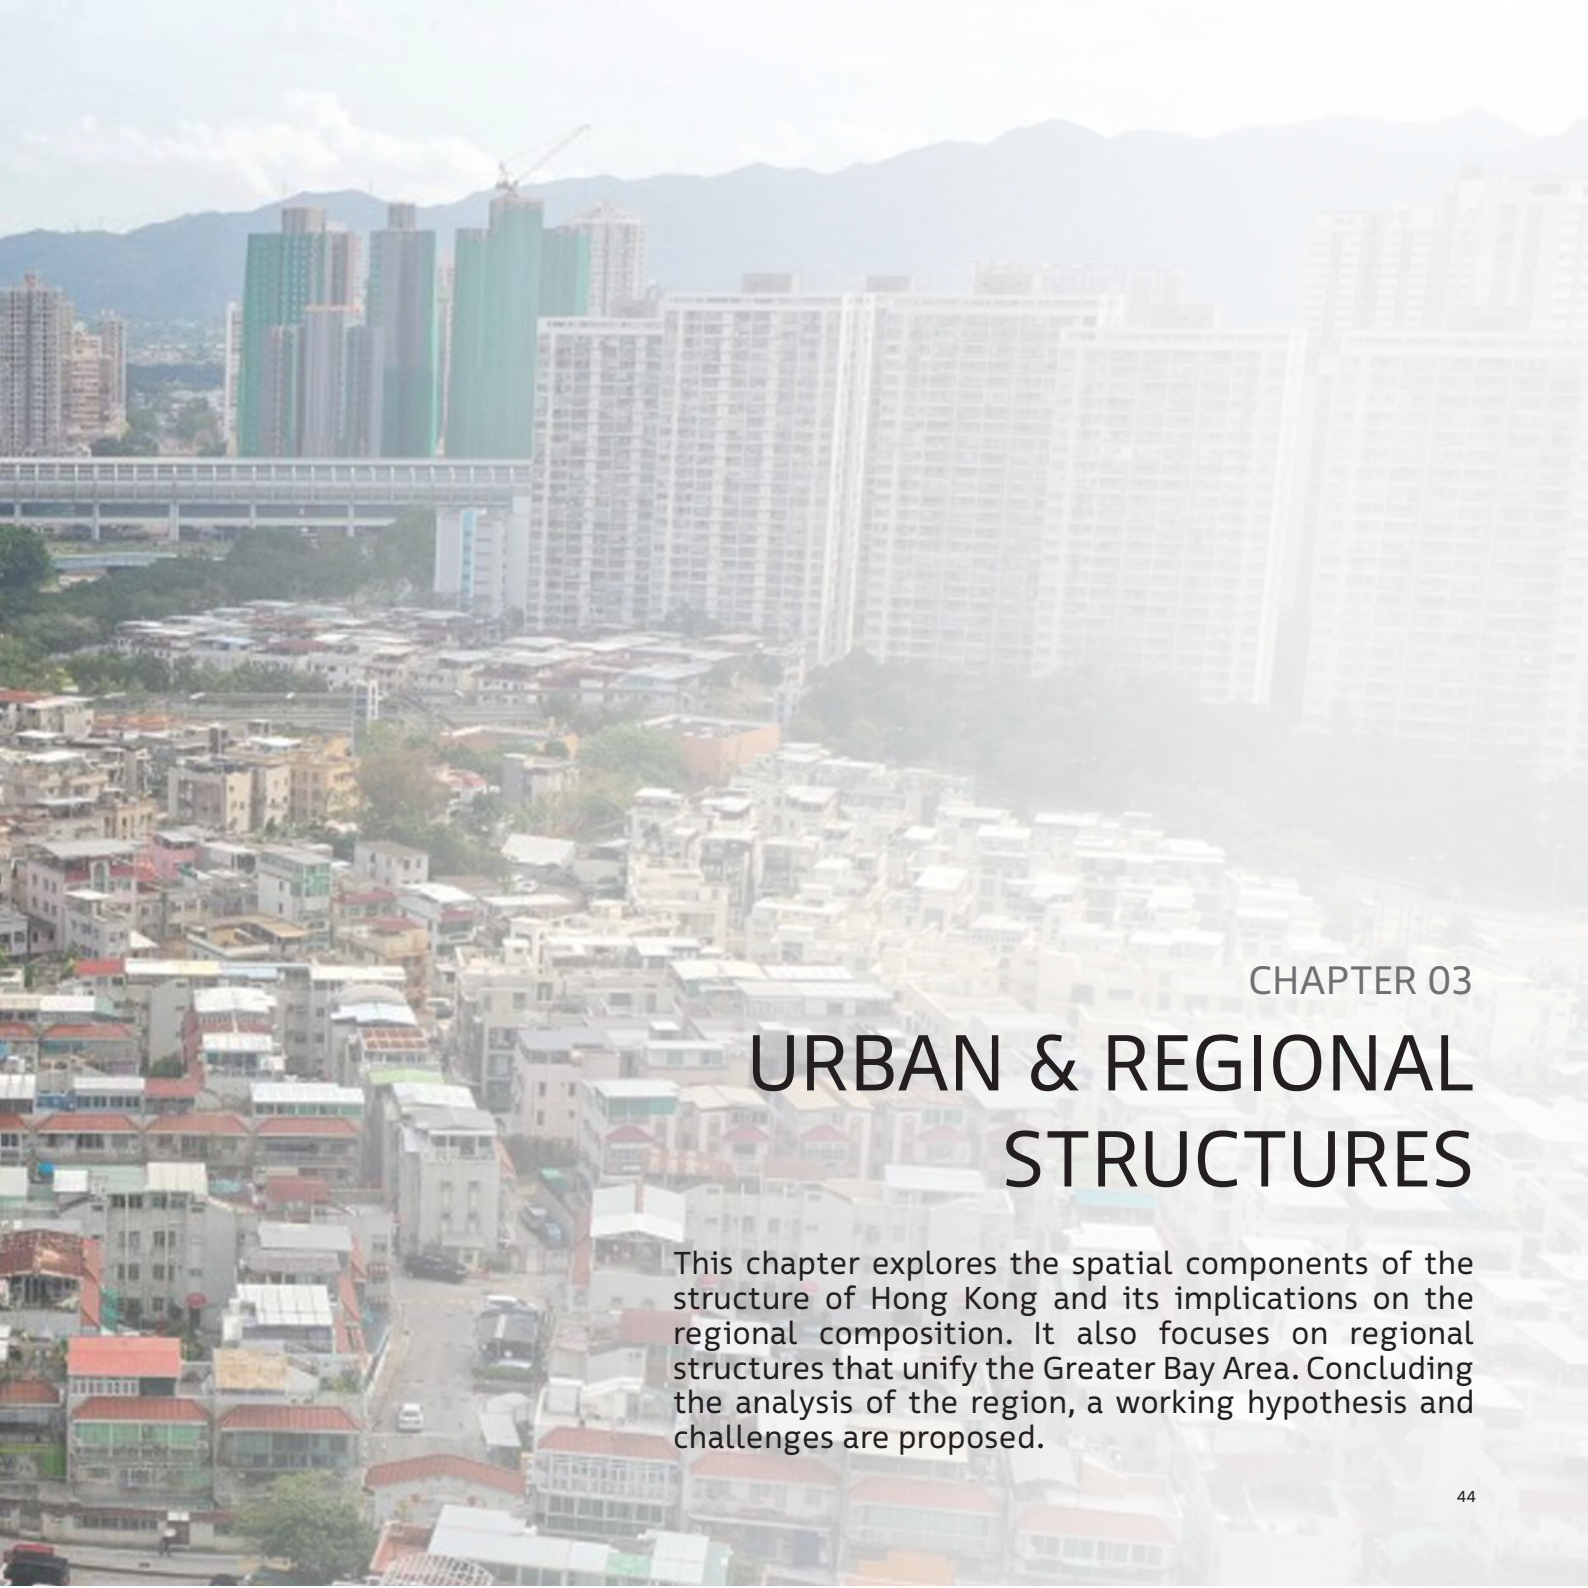 CHAPTER 03
URBAN & REGIONAL
STRUCTURES
This chapter explores the spatial components of the
structure of Hong Kong and its implications on the
regional composition. It also focuses on regional
structures that unify the Greater Bay Area. Concluding
the analysis of the region, a working hypothesis and
challenges are proposed.
44